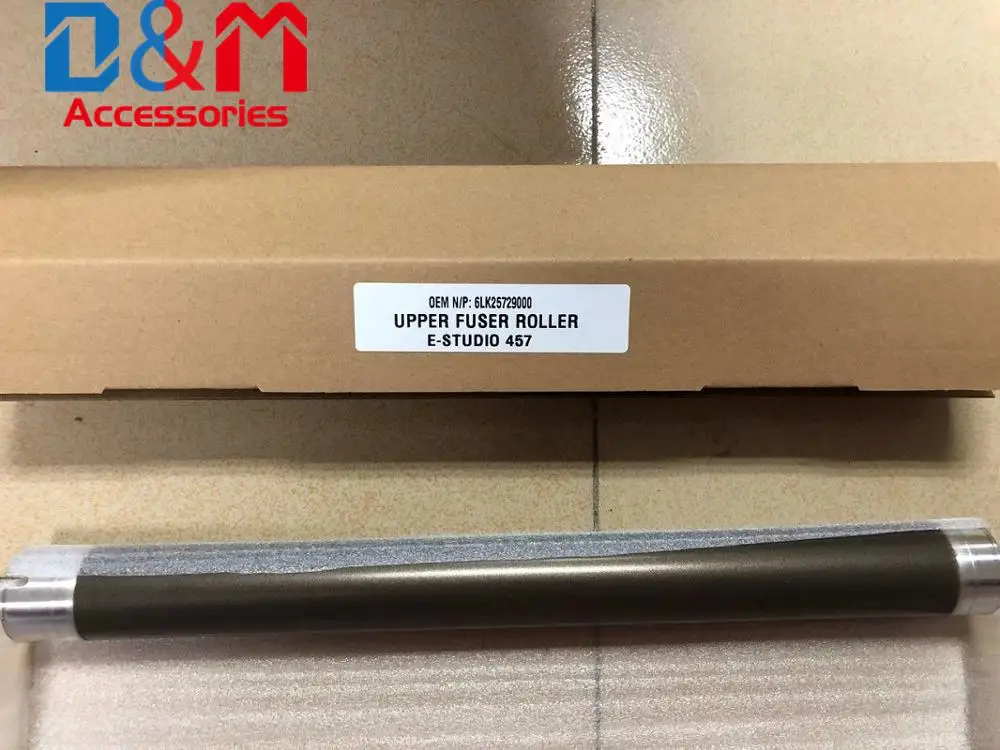 D&M
Accessories
OEM N/P: 6LK25729000
UPPER FUSER ROLLER
E-STUDIO 457